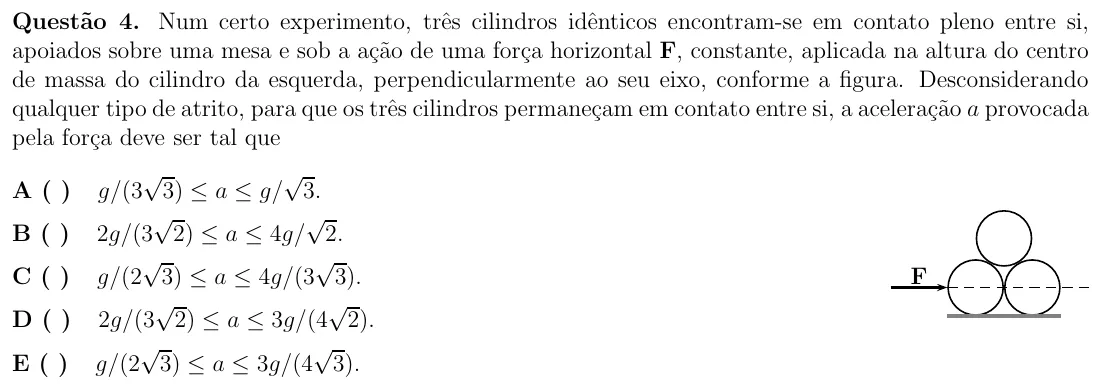 Questão 4. Num certo experimento, três cilindros idênticos encontram-se em contato pleno entre si,
apoiados sobre uma mesa e sob a ação de uma força horizontal F, constante, aplicada na altura do centro
de massa do cilindro da esquerda, perpendicularmente ao seu eixo, conforme a figura. Desconsiderando
qualquer tipo de atrito, para que os três cilindros permaneçam em contato entre si, a aceleração a provocada
pela força deve ser tal que
A ( ) g/(3√3) ≤ a ≤ g/√3.
B ( ) 2g/(3√2) ≤ a ≤ 4g/√2.
C ( ) g/(2√3) ≤ a ≤ 4g/(3√3).
D ( ) 2g/(3√2) ≤ a ≤ 3g/(4√2).
E ( ) g/(2√3) ≤ a ≤ 3g/(4√3).
F